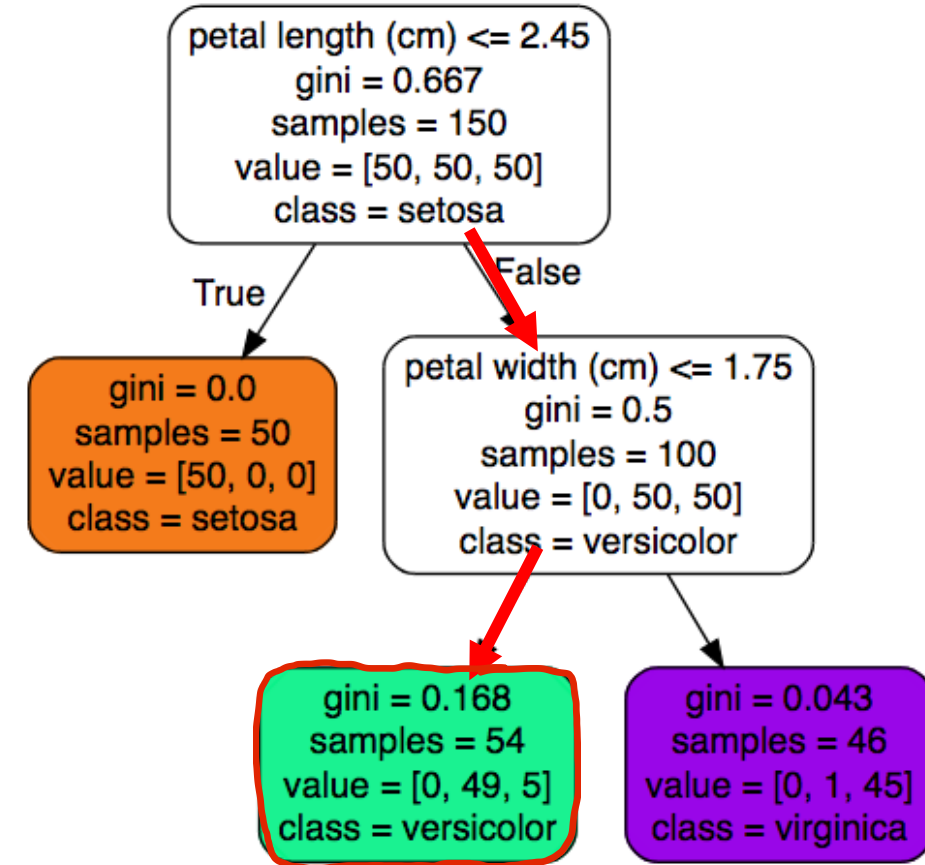 petal length (cm) <= 2.45
gini = 0.667
samples = 150
value = [50, 50, 50]
class = setosa
True
False
gini = 0.0
samples = 50
value = [50, 0, 0]
class = setosa
petal width (cm) <= 1.75
gini = 0.5
samples = 100
value = [0, 50, 50]
class = versicolor
gini = 0.168
samples = 54
value = [0, 49, 5]
class = versicolor
gini = 0.043
samples = 46
value = [0, 1, 45]
class = virginica